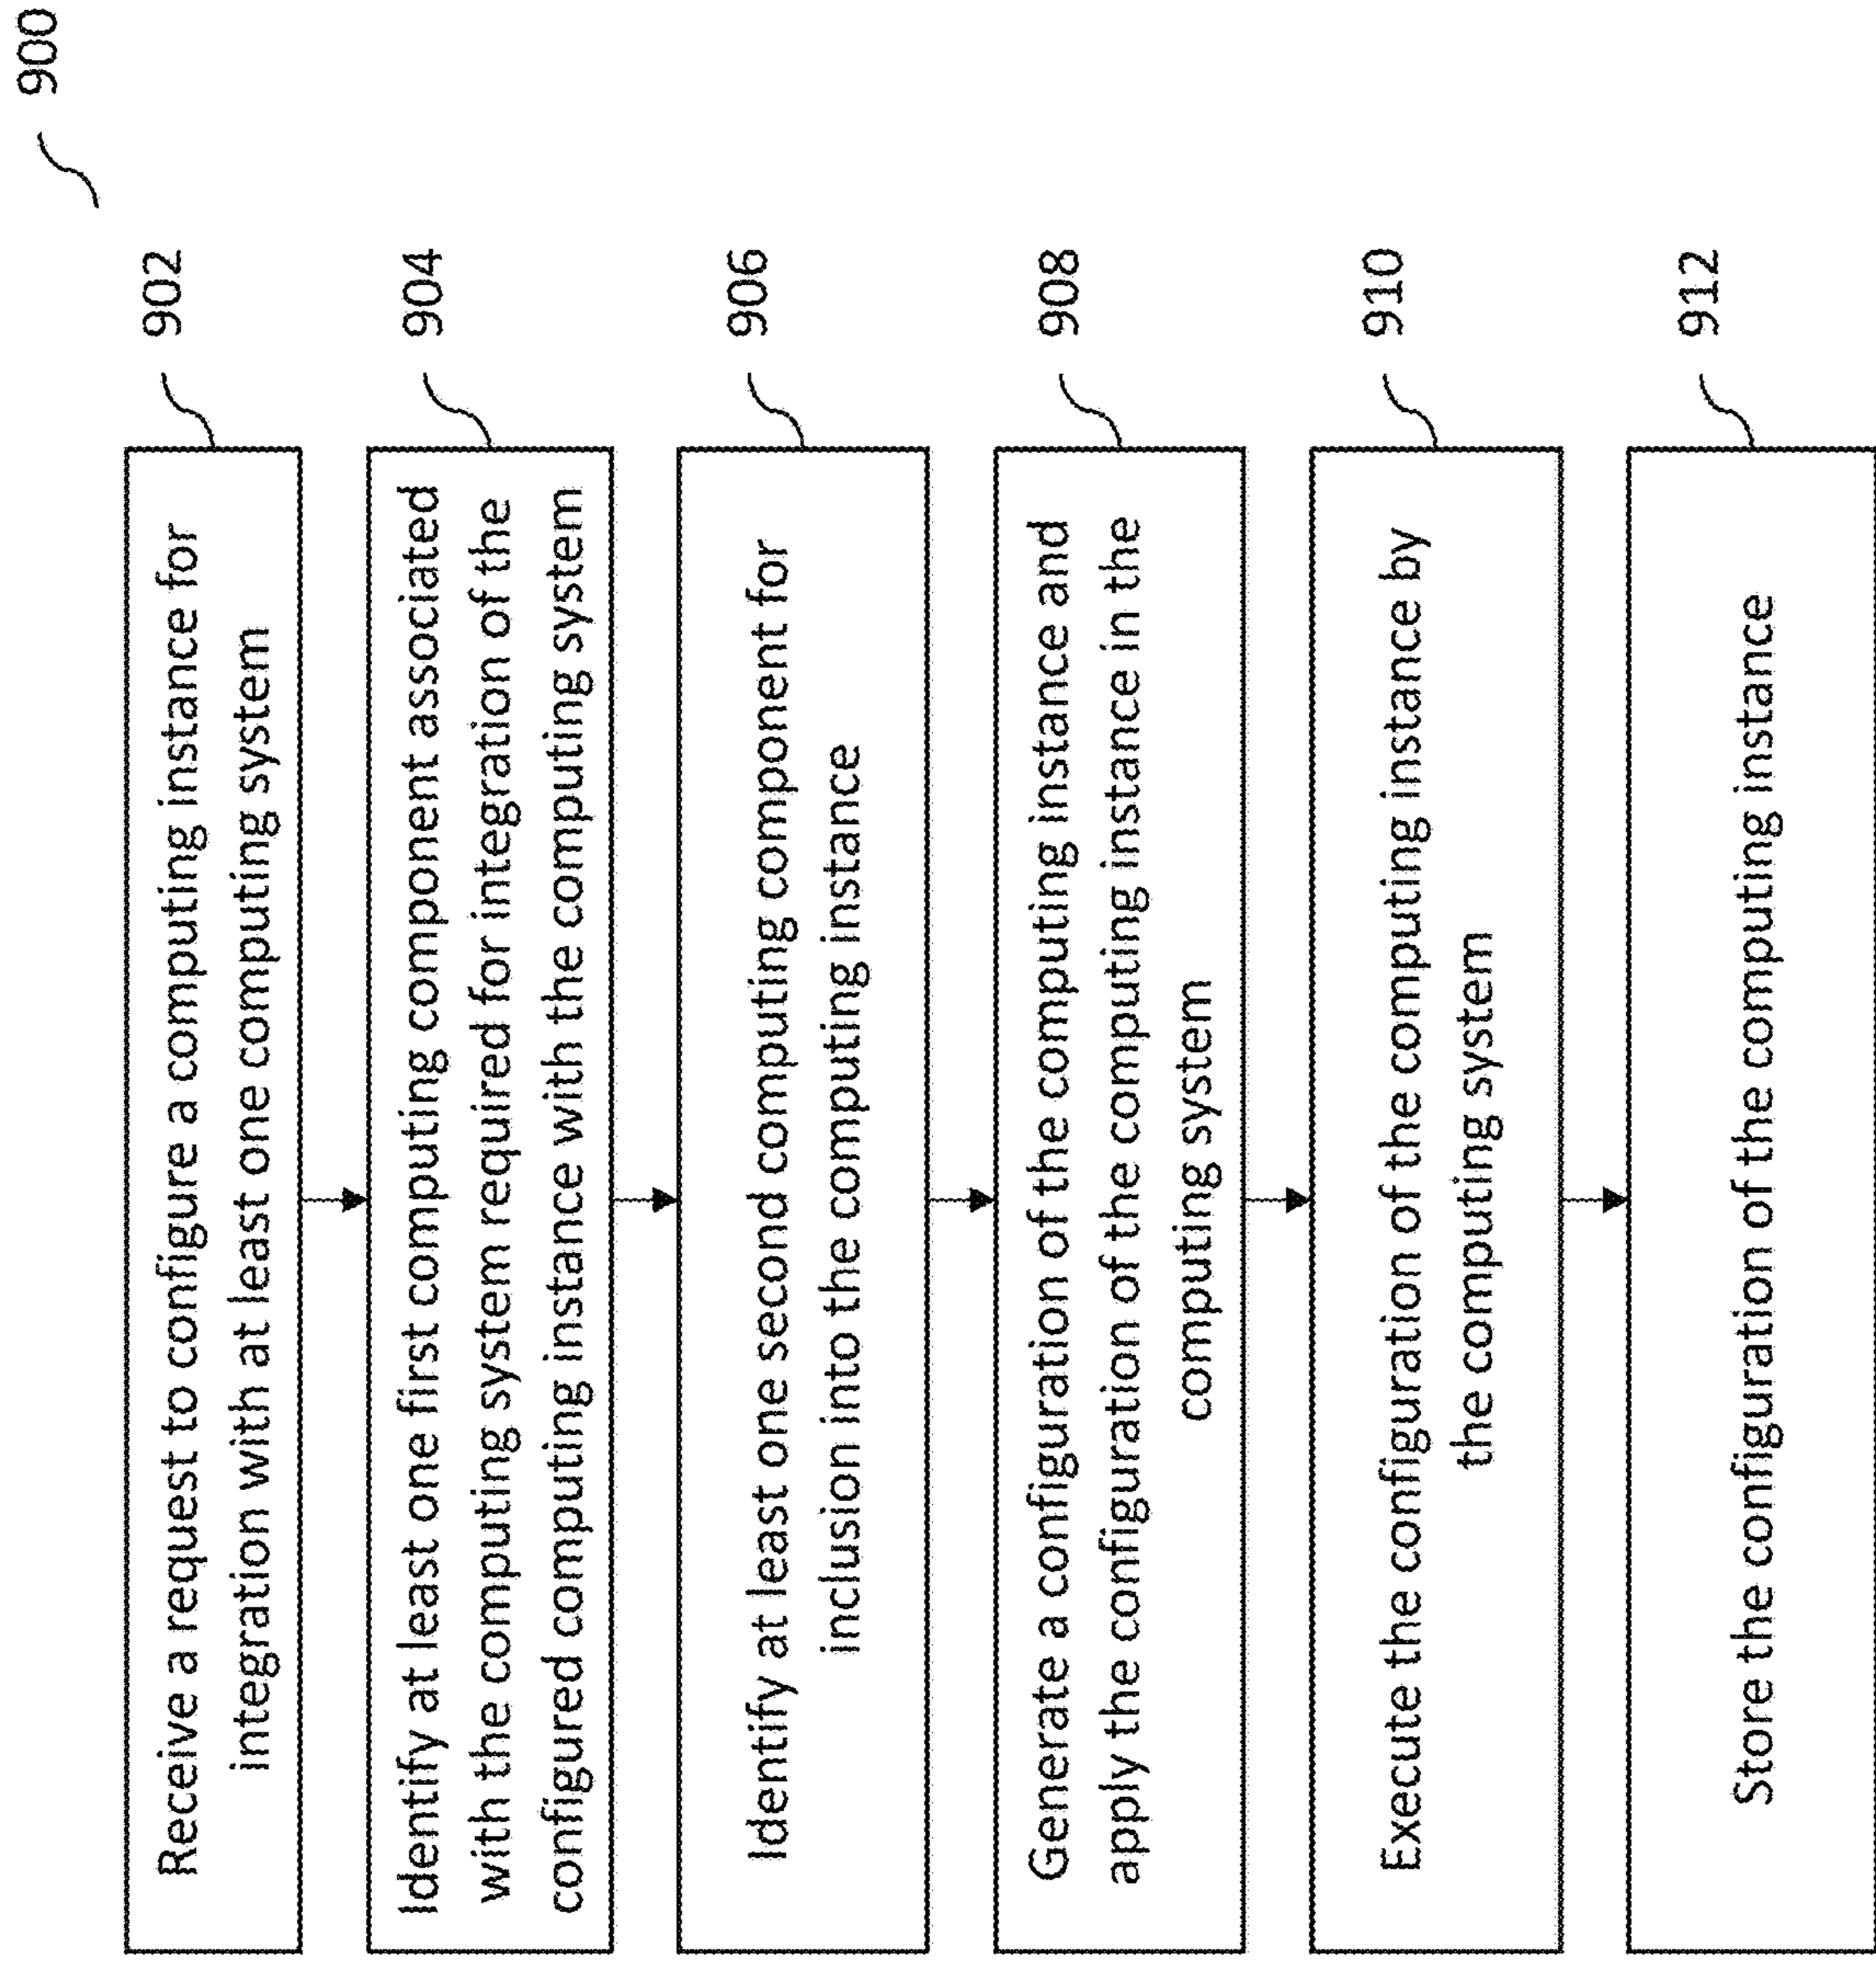 900
902
Receive a request to configure a computing instance for
integration with at least one computing system
904
Identify at least one first computing component associated
with the computing system required for integration of the
configured computing instance with the computing system
906
Identify at least one second computing component for
inclusion into the computing instance
908
Generate a configuration of the computing instance and
apply the configuration of the computing instance in the
computing system
910
Execute the configuration of the computing instance by
the computing system
912
Store the configuration of the computing instance